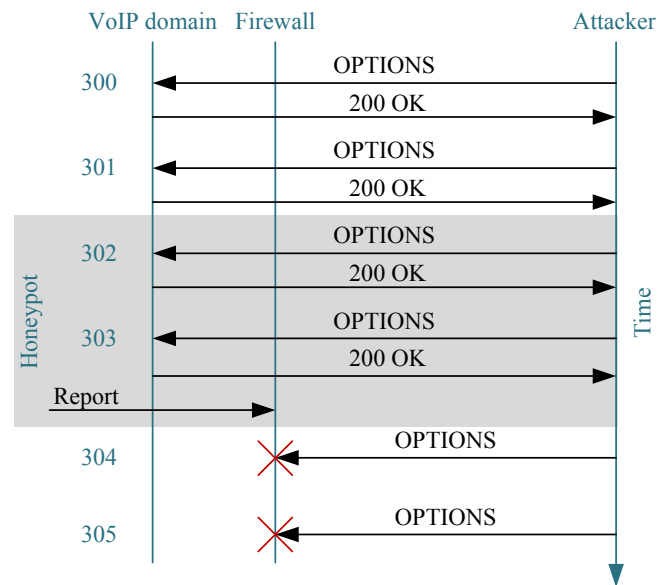 VoIP domain Firewall Attacker
OPTIONS
300
200 OK
OPTIONS
301
200 OK
OPTIONS
302
200 OK
OPTIONS
303
200 OK
Honeypot
Time
Report
OPTIONS
304
OPTIONS
305